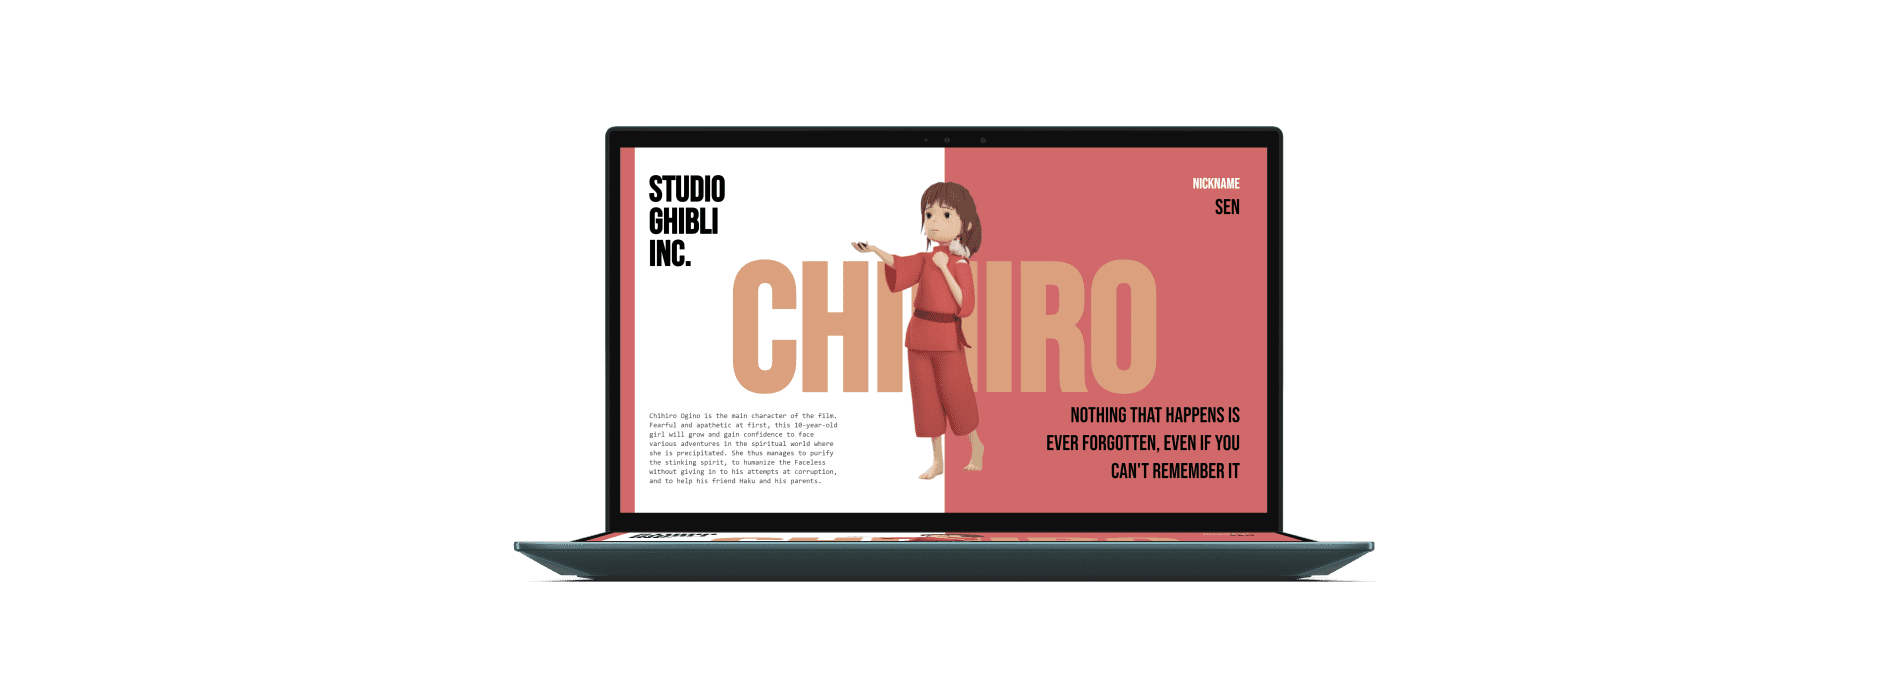 STUDIO
GHIBLI
INC.
NICKNAME
SEN
CHIHIRO
Chihiro Ogino is the main character of the film.
Fearful and apathetic at first, this 10-year-old
girl will grow and gain confidence to face
various adventures in the spiritual world where
she is precipitated. She thus manages to purify
the stinking spirit, to humanize the Faceless
without giving in to his attempts at corruption,
and to help his friend Haku and his parents.
NOTHING THAT HAPPENS IS
EVER FORGOTTEN, EVEN IF YOU
CAN'T REMEMBER IT